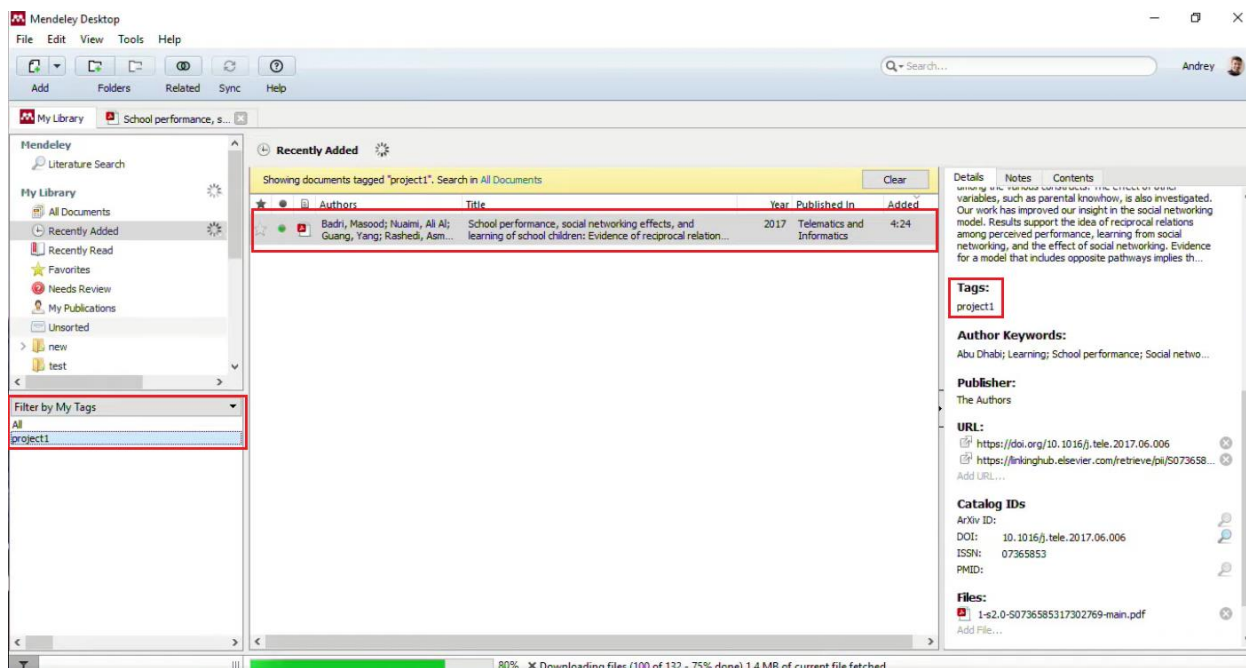 Mendeley Desktop
File Edit View Tools Help
Add Folders Related Sync Help
Search...
Andrey
My Library
School performance, s...
Mendeley
Literature Search
My Library
All Documents
Recently Added
Recently Read
Favorites
Needs Review
My Publications
Unsorted
new
test
Filter by My Tags
All
project1
Recently Added
Showing documents tagged "project1". Search in All Documents
Clear
Authors Title Year Published In Added
Badri, Masood; Nuaimi, Ali Al; School performance, social networking effects, and 2017 Telematics and 4:24
Guang, Yang; Rashedi, Asm... learning of school children: Evidence of reciprocal relation... Informatics
Details Notes Contents
variables, such as parental knowhow, is also investigated.
Our work has improved our insight in the social networking
model. Results support the idea of reciprocal relations
among perceived performance, learning from social
networking, and the effect of social networking. Evidence
for a model that includes opposite pathways implies th...
Tags:
project1
Author Keywords:
Abu Dhabi; Learning; School performance; Social netwo...
Publisher:
The Authors
URL:
https://doi.org/10.1016/j.tele.2017.06.006
https://linkinghub.elsevier.com/retrieve/pii/S073658...
Add URL...
Catalog IDs
ArXiv ID:
DOI: 10.1016/j.tele.2017.06.006
ISSN: 07365853
PMID:
Files:
1-s2.0-S0736585317302769-main.pdf
Add File...
80% Downloading files (100 of 132 - 75% done) 1.4 MB of current file fetched